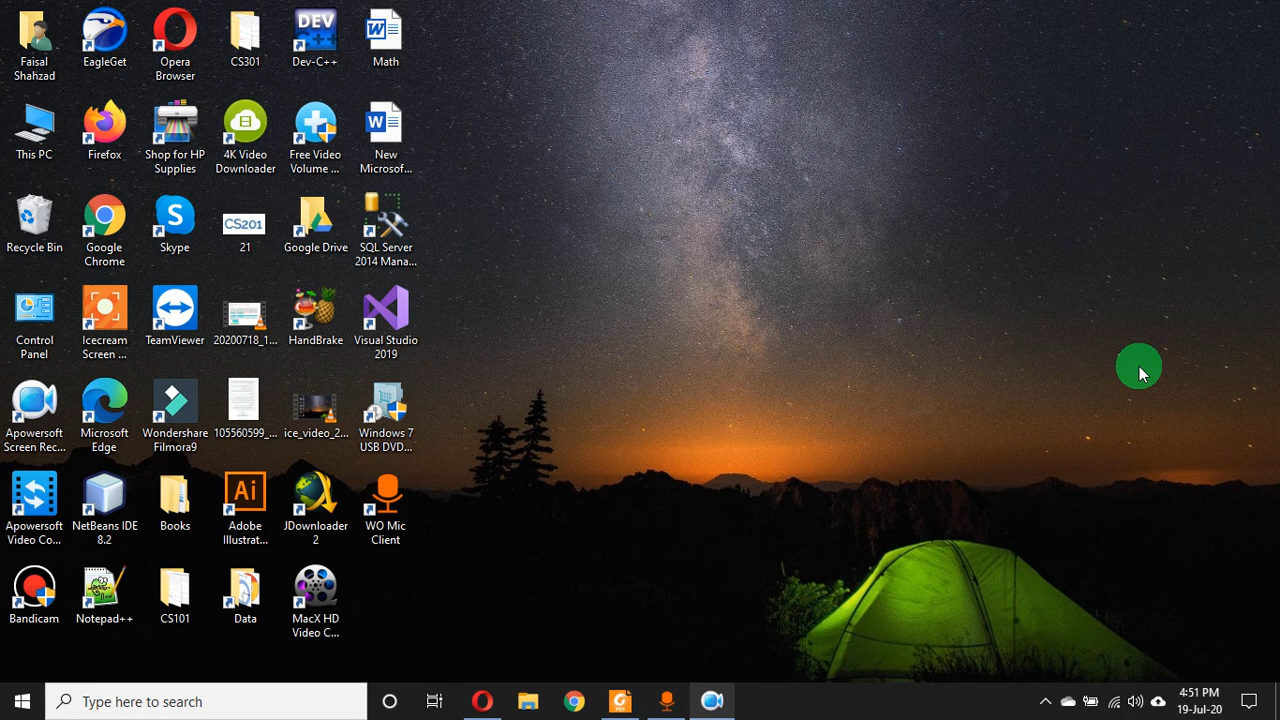 Faisal
Shahzad
EagleGet
Opera
Browser
CS301
DEV
C++
Dev-C++
W
Math
This PC
Firefox
Shop for HP
Supplies
4K Video
Downloader
Free Video
Volume ...
W
New
Microsof...
Recycle Bin
Google
Chrome
S
Skype
CS201
21
Google Drive
SQL Server
2014 Mana...
Control
Panel
Icecream
Screen ...
TeamViewer
20200718_1...
HandBrake
Visual Studio
2019
Apowersoft
Screen Rec...
Microsoft
Edge
Wondershare
Filmora9
105560599_...
ice_video_2...
Windows 7
USB DVD...
Apowersoft
Video Co...
NetBeans IDE
8.2
Books
Ai
Adobe
Illustrat...
JDownloader
2
WO Mic
Client
Bandicam
Notepad++
CS101
Data
MacX HD
Video C...
Type here to search
PDF
4:51 PM
19-Jul-20